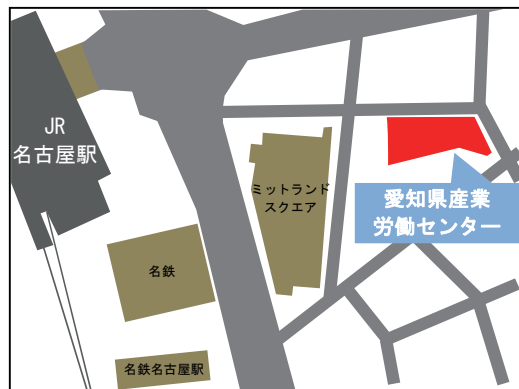 JR
名古屋駅
ミットランド
スクエア
愛知県産業
労働センター
名鉄
名鉄名古屋駅